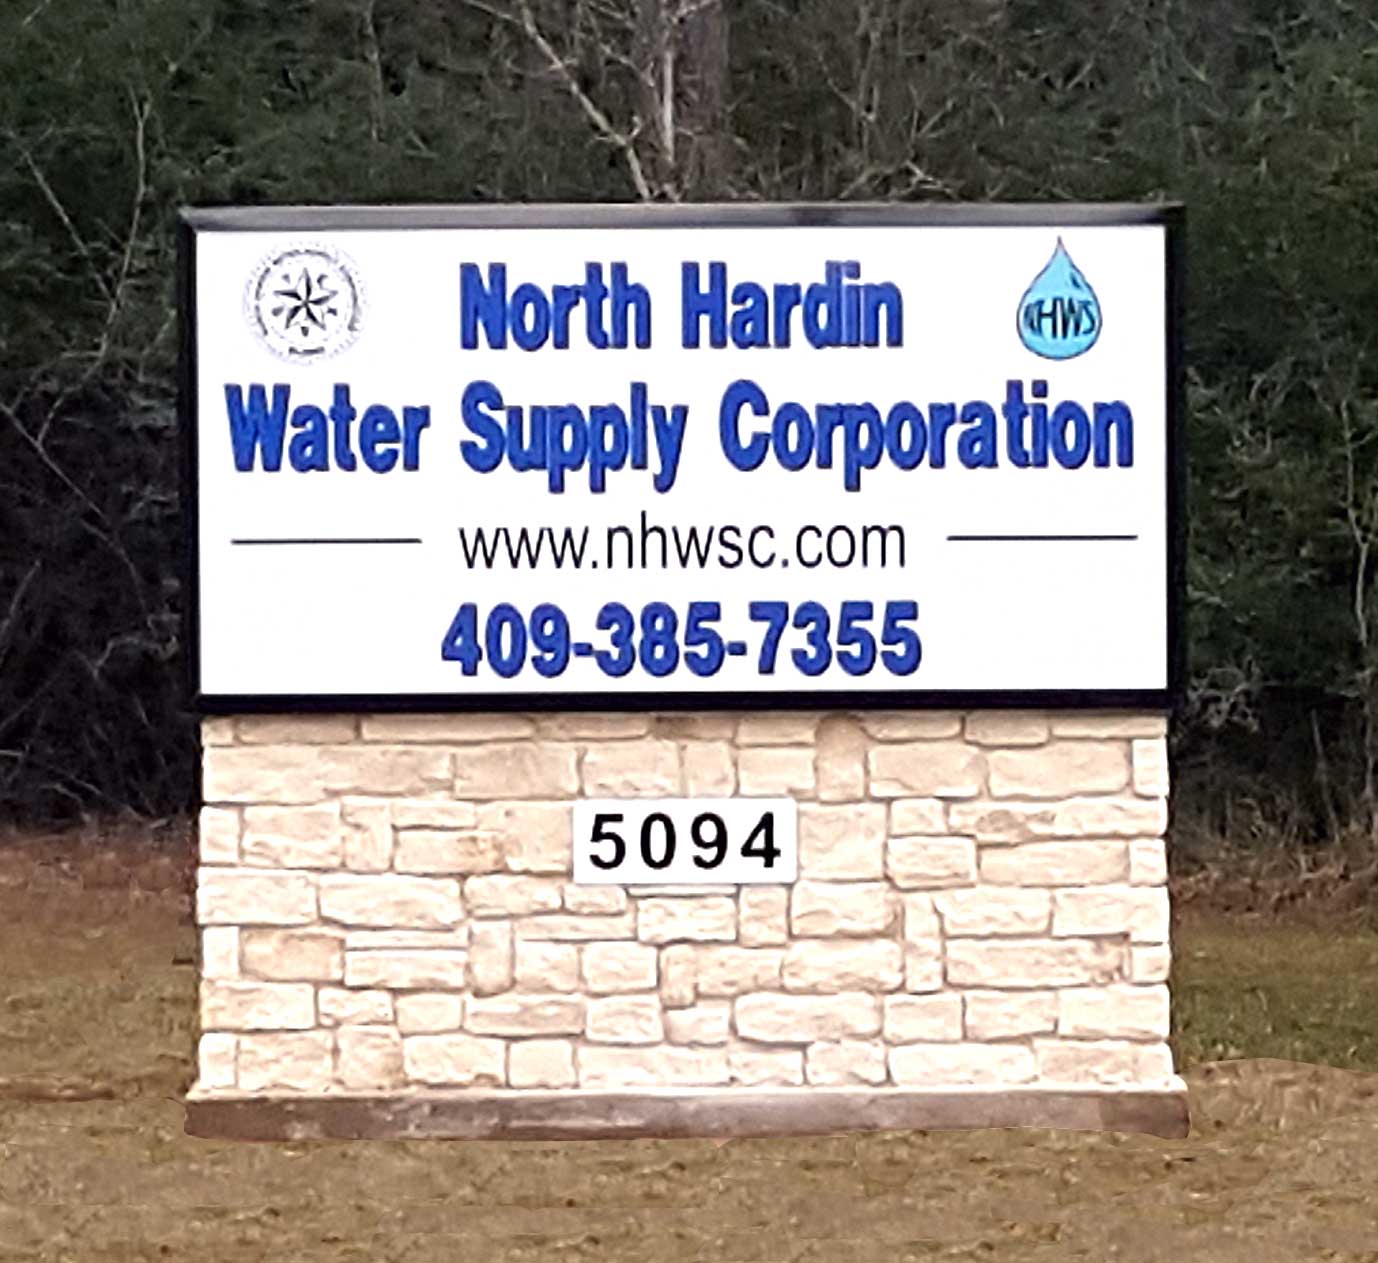 North Hardin
NHWS
Water Supply Corporation
www.nhwsc.com
409-385-7355
5094